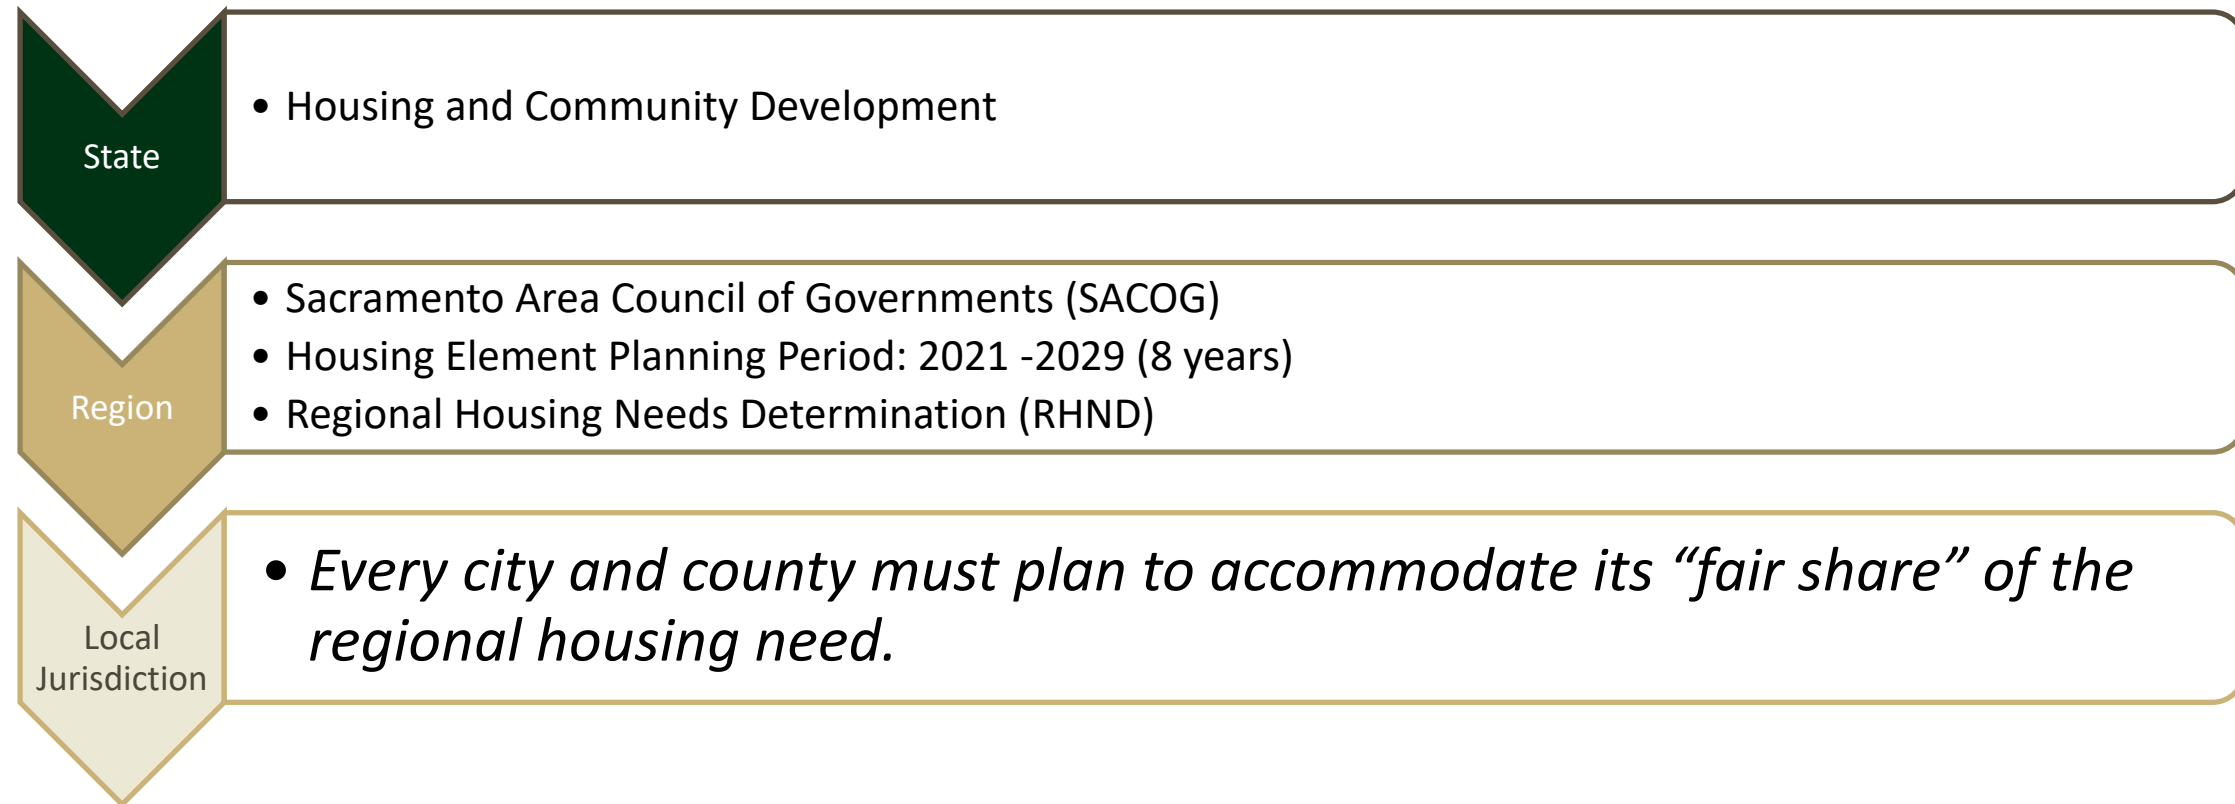 State
• Housing and Community Development
Region
• Sacramento Area Council of Governments (SACOG)
• Housing Element Planning Period: 2021 -2029 (8 years)
• Regional Housing Needs Determination (RHND)
Local
Jurisdiction
• Every city and county must plan to accommodate its “fair share” of the
regional housing need.